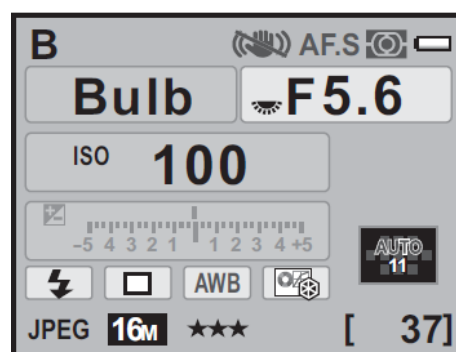 B AF.S
Bulb F5.6
ISO 100
-5 4 3 2 1 1 2 3 4 +5
AUTO
11
AWB
JPEG 16M ★★★ [ 37]